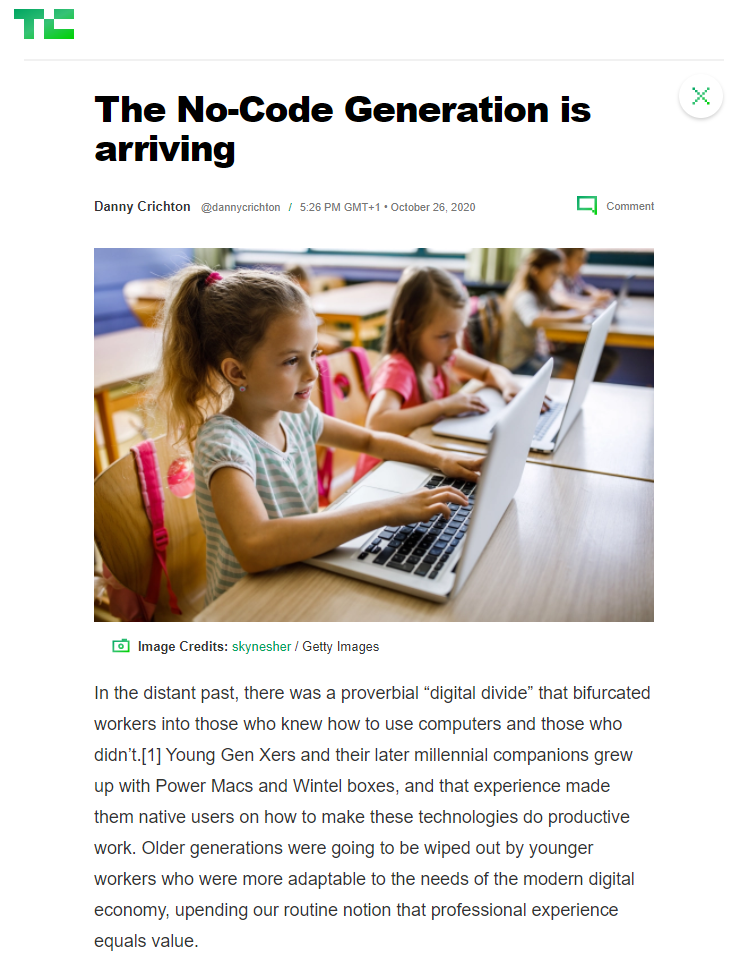 TC
The No-Code Generation is
arriving
Danny Crichton @dannycrichton / 5:26 PM GMT+1 • October 26, 2020
Comment
Image Credits: skynesher / Getty Images
In the distant past, there was a proverbial “digital divide” that bifurcated
workers into those who knew how to use computers and those who
didn’t.[1] Young Gen Xers and their later millennial companions grew
up with Power Macs and Wintel boxes, and that experience made
them native users on how to make these technologies do productive
work. Older generations were going to be wiped out by younger
workers who were more adaptable to the needs of the modern digital
economy, upending our routine notion that professional experience
equals value.